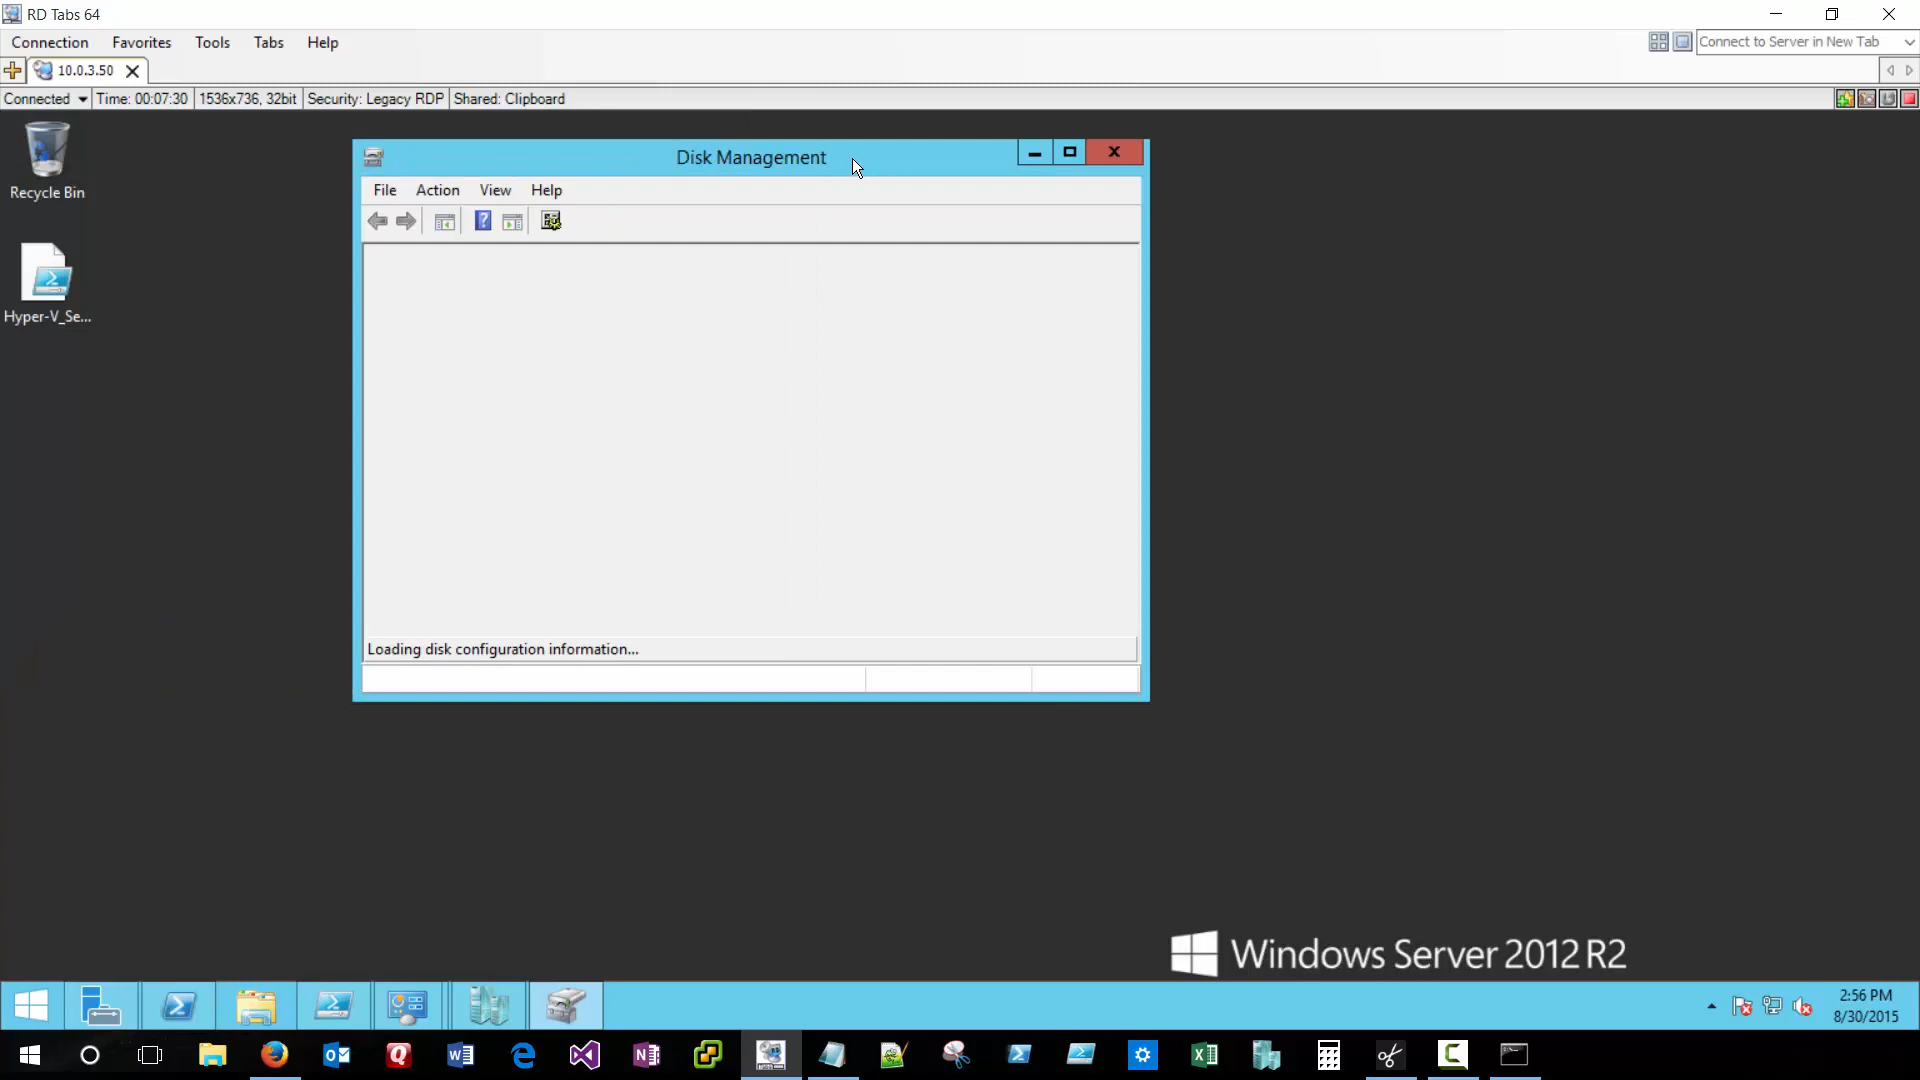 RD Tabs 64
Connection Favorites Tools Tabs Help
Connect to Server in New Tab
10.0.3.50
Connected Time: 00:07:30 1536x736, 32bit Security: Legacy RDP Shared: Clipboard
Recycle Bin
Hyper-V_Se...
Disk Management
File Action View Help
Loading disk configuration information...
Windows Server 2012 R2
2:56 PM
8/30/2015